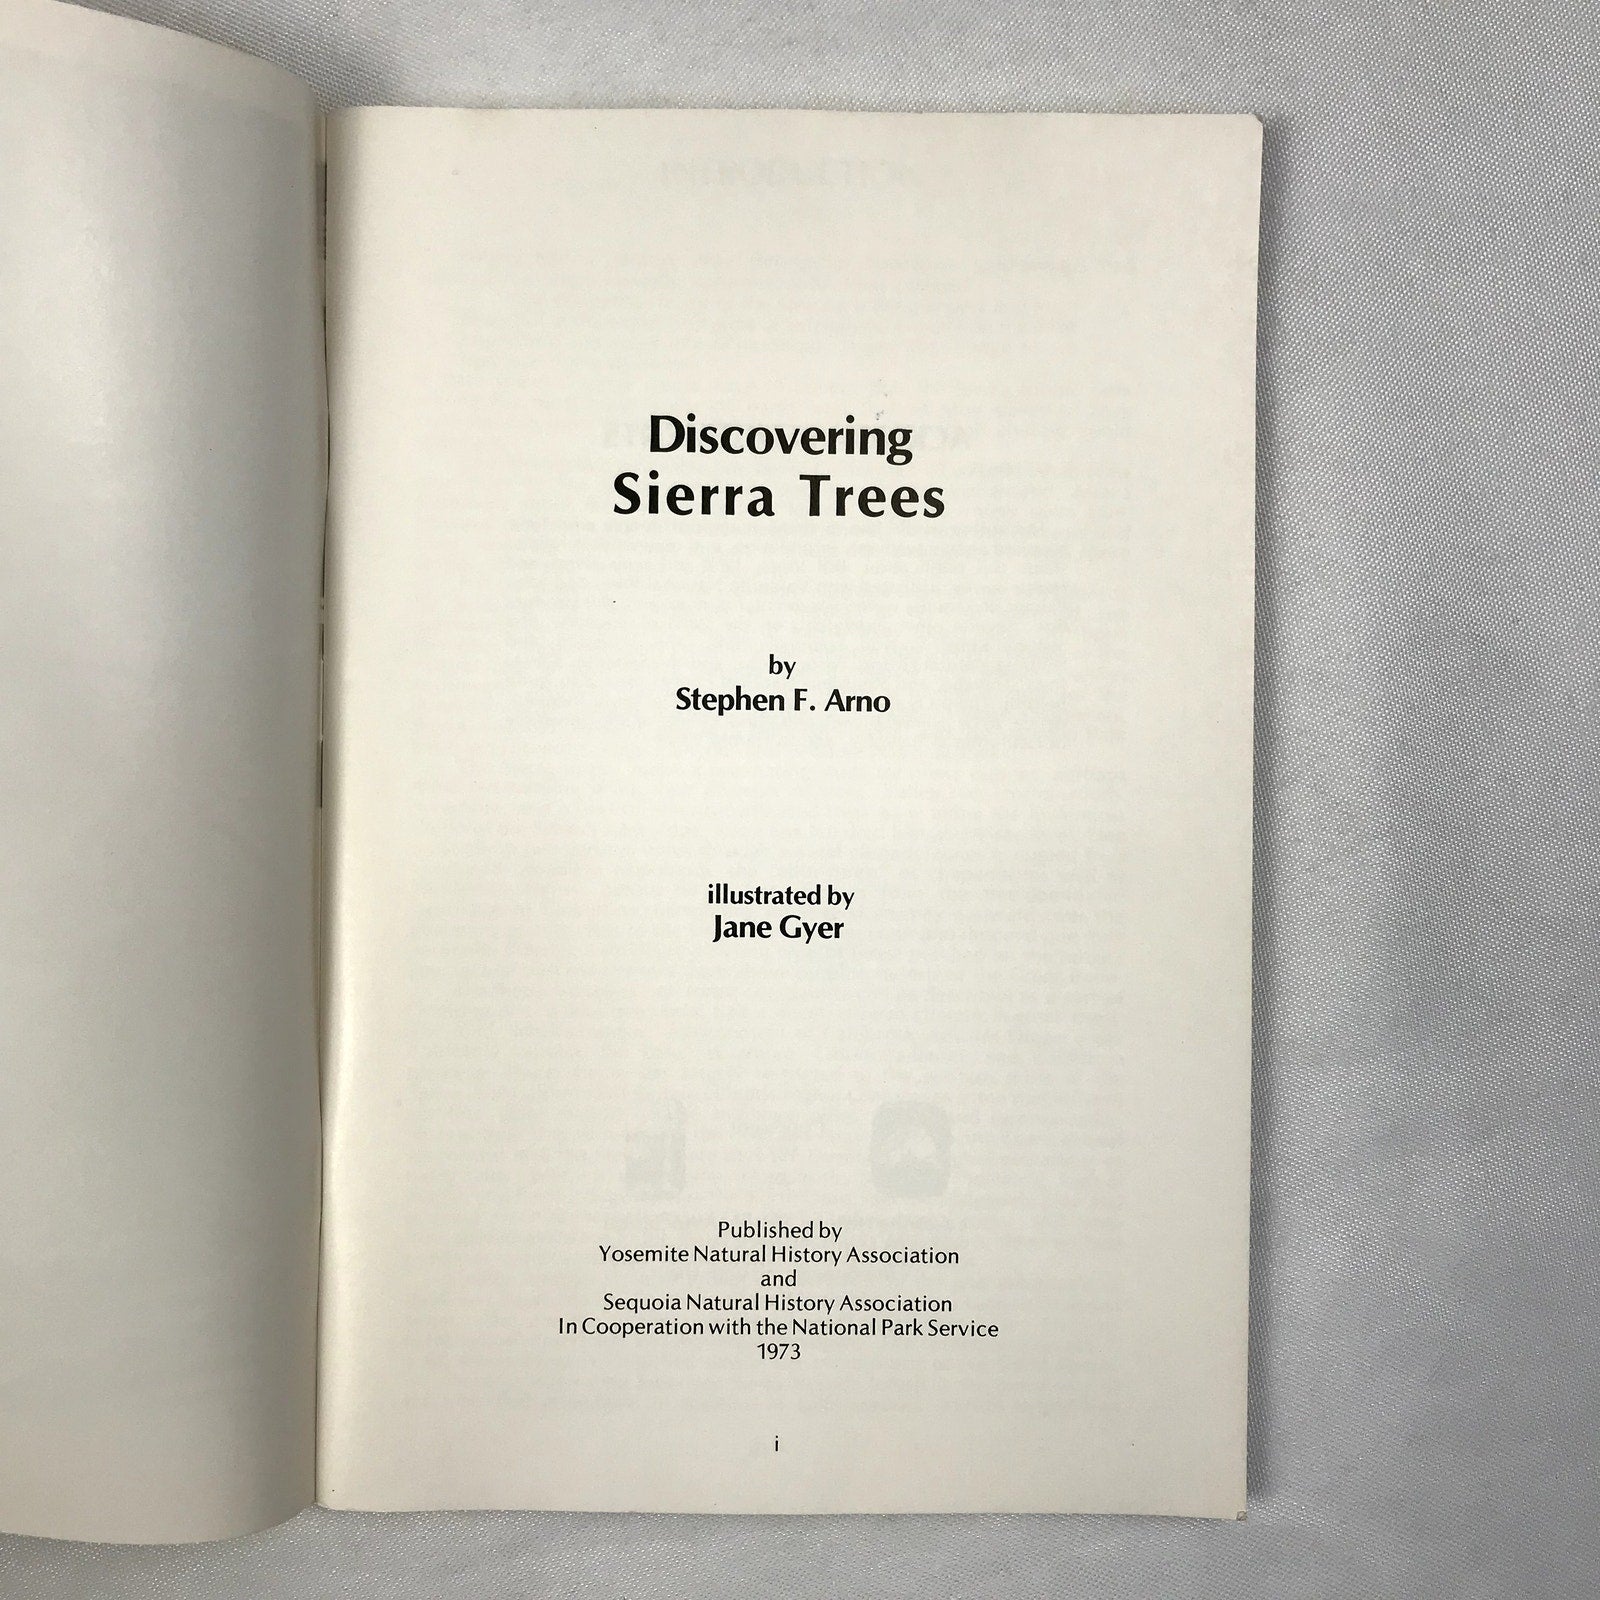 Discovering
Sierra Trees
by
Stephen F. Arno
illustrated by
Jane Gyer
Published by
Yosemite Natural History Association
and
Sequoia Natural History Association
In Cooperation with the National Park Service
1973
i